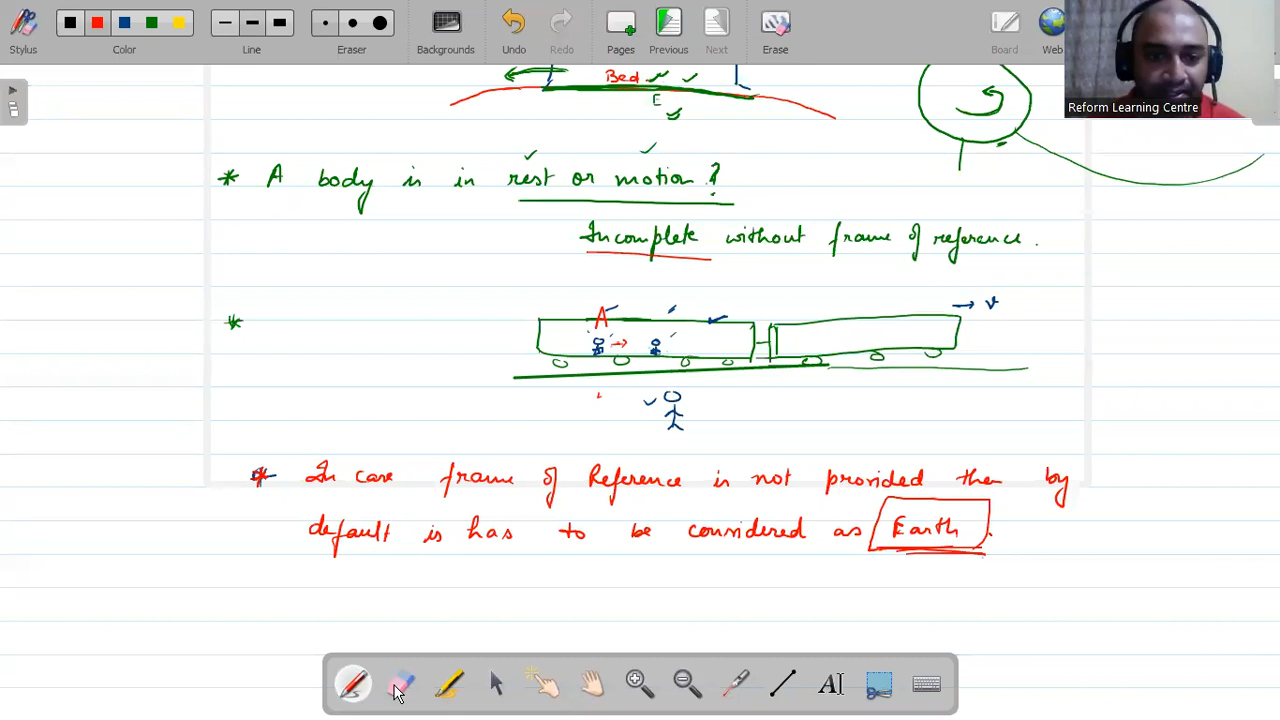 Stylus Color Line Eraser Backgrounds Undo Redo Pages Previous Next Erase Board Web
Reform Learning Centre
Bed
E
* A body is in rest or motion?
Incomplete without frame of reference.
*
→ v
A
* In case frame of Reference is not provided then by
default is has to be considered as Earth.